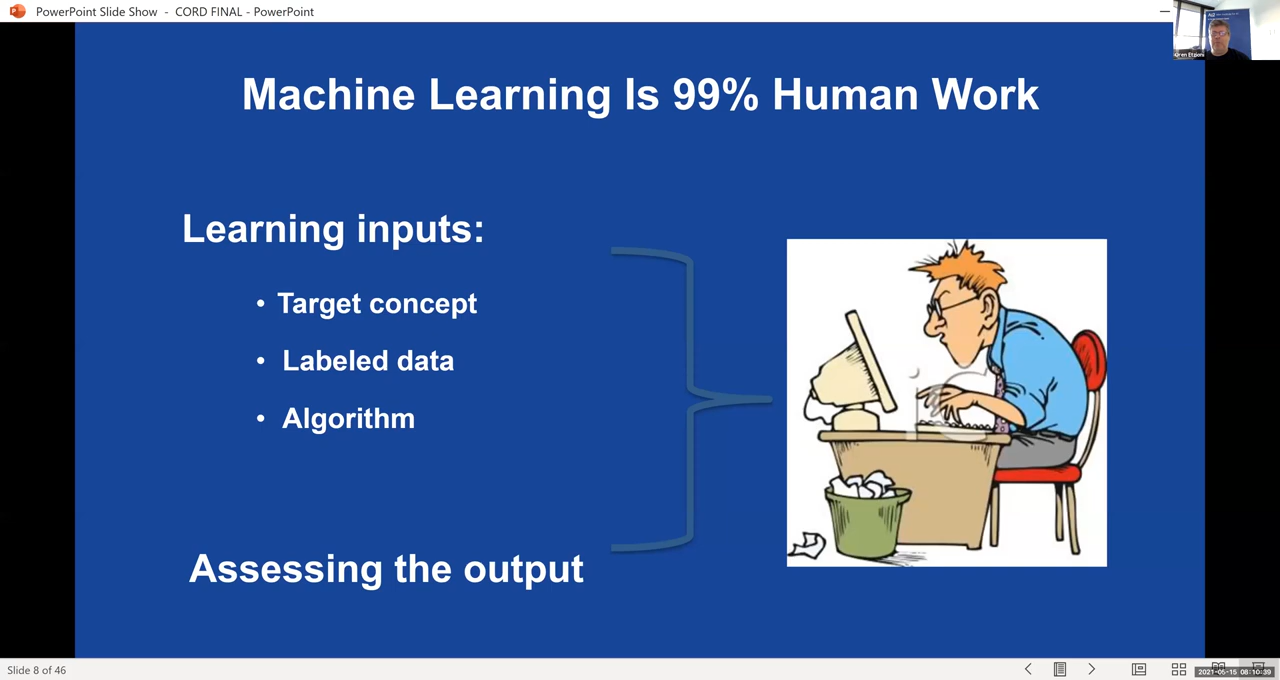 PowerPoint Slide Show - CORD FINAL - PowerPoint
Machine Learning Is 99% Human Work
Learning inputs:
• Target concept
• Labeled data
• Algorithm
Assessing the output
Slide 8 of 46
2021-05-15 08:10:39